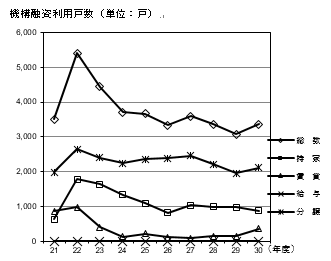 機構融資利用戸数（単位：戸）
6,000
5,000
4,000
3,000
2,000
1,000
0
21 22 23 24 25 26 27 28 29 30 （年度）
総 数
持 家
賃 貸
給 与
分 譲